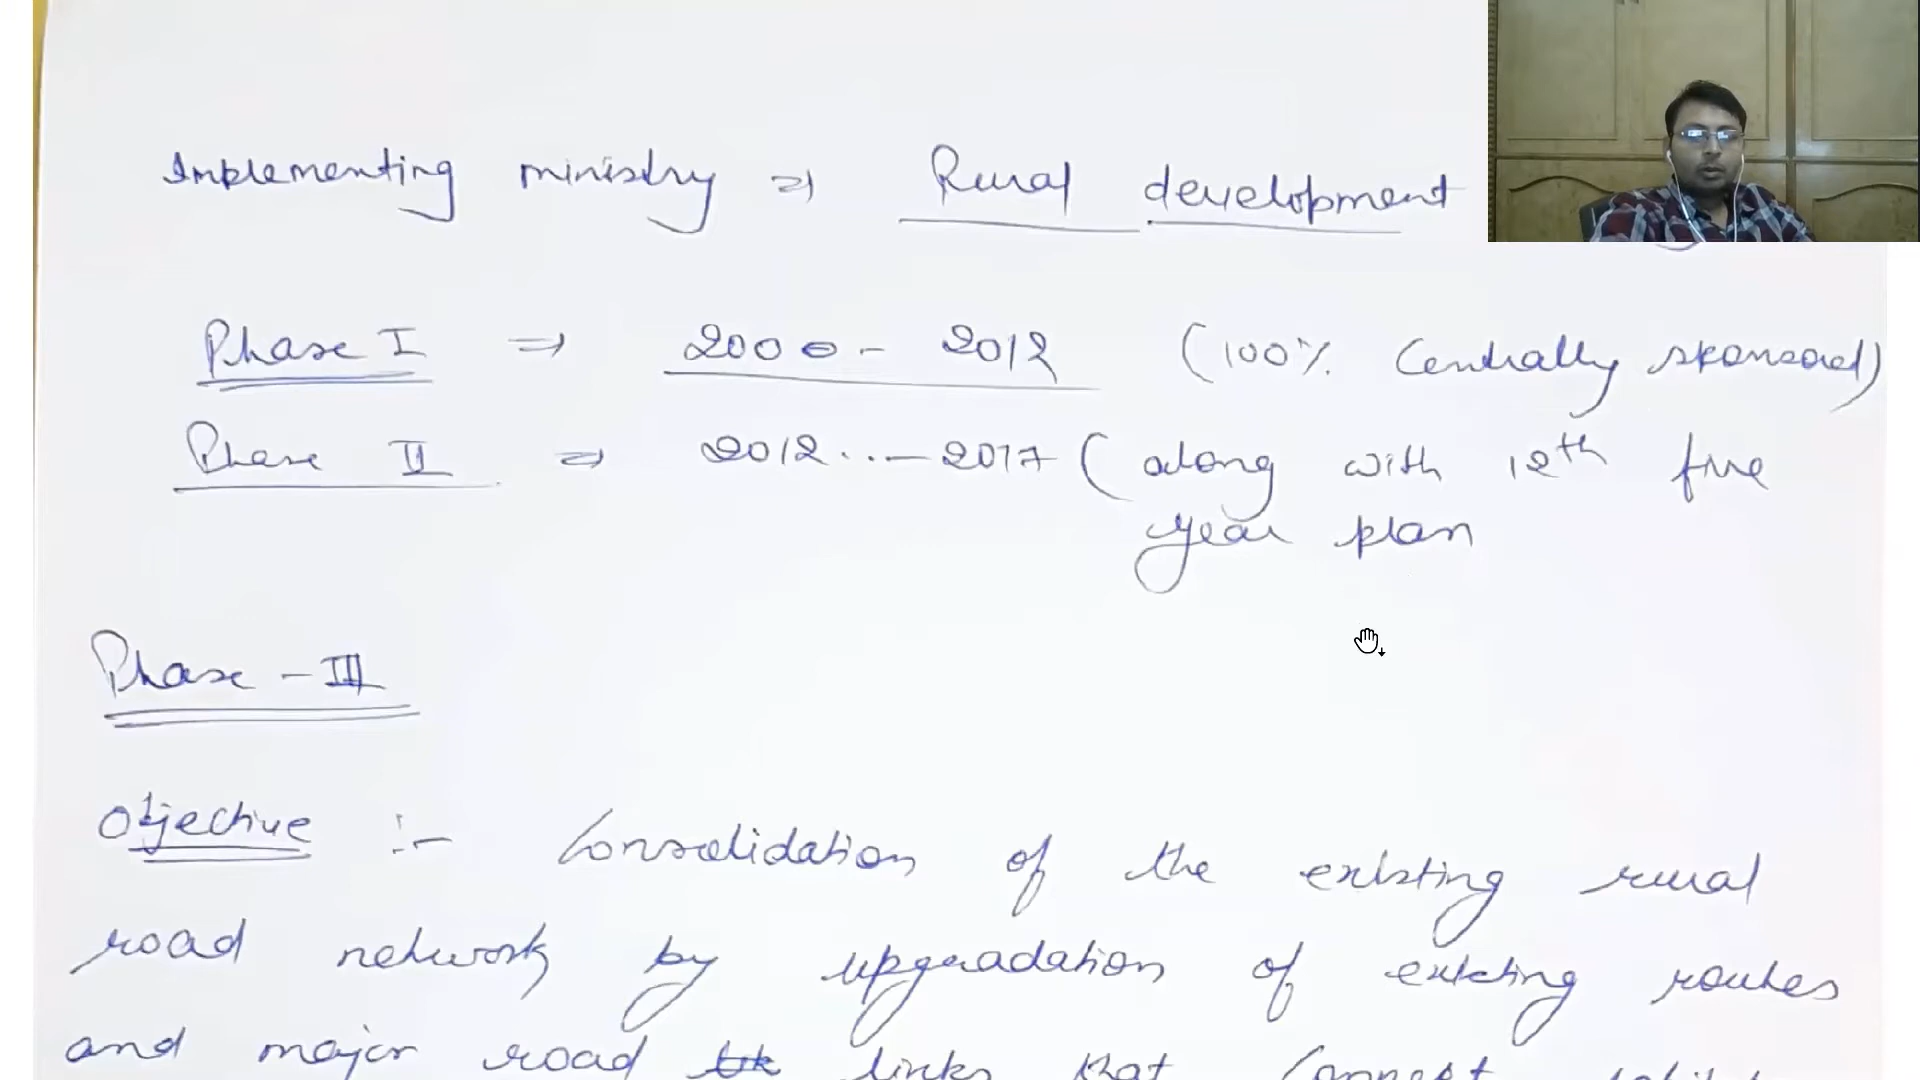 Implementing ministry => Rural development
Phase I => 2000 - 2012 (100% Centrally sponsored)
Phase II => 2012...-2017 (along with 12th five
year plan
Phase - III
Objective :- Consolidation of the existing rural
road network by upgradation of existing routes
and major road links that connect